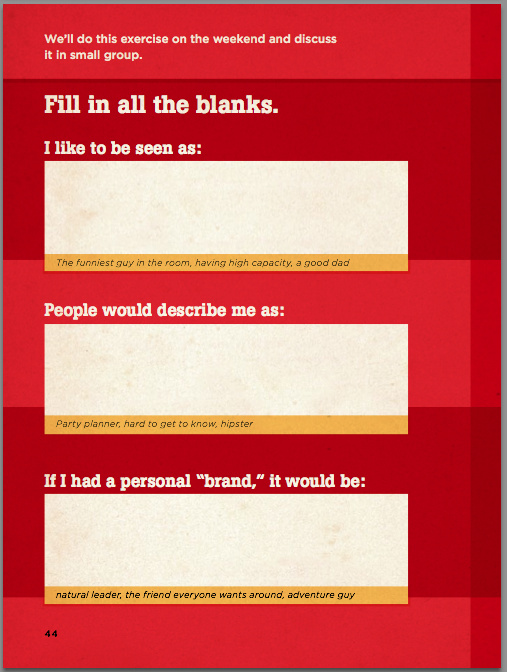 We'll do this exercise on the weekend and discuss
it in small group.
Fill in all the blanks.
I like to be seen as:
The funniest guy in the room, having high capacity, a good dad
People would describe me as:
Party planner, hard to get to know, hipster
If I had a personal “brand,” it would be:
natural leader, the friend everyone wants around, adventure guy
44